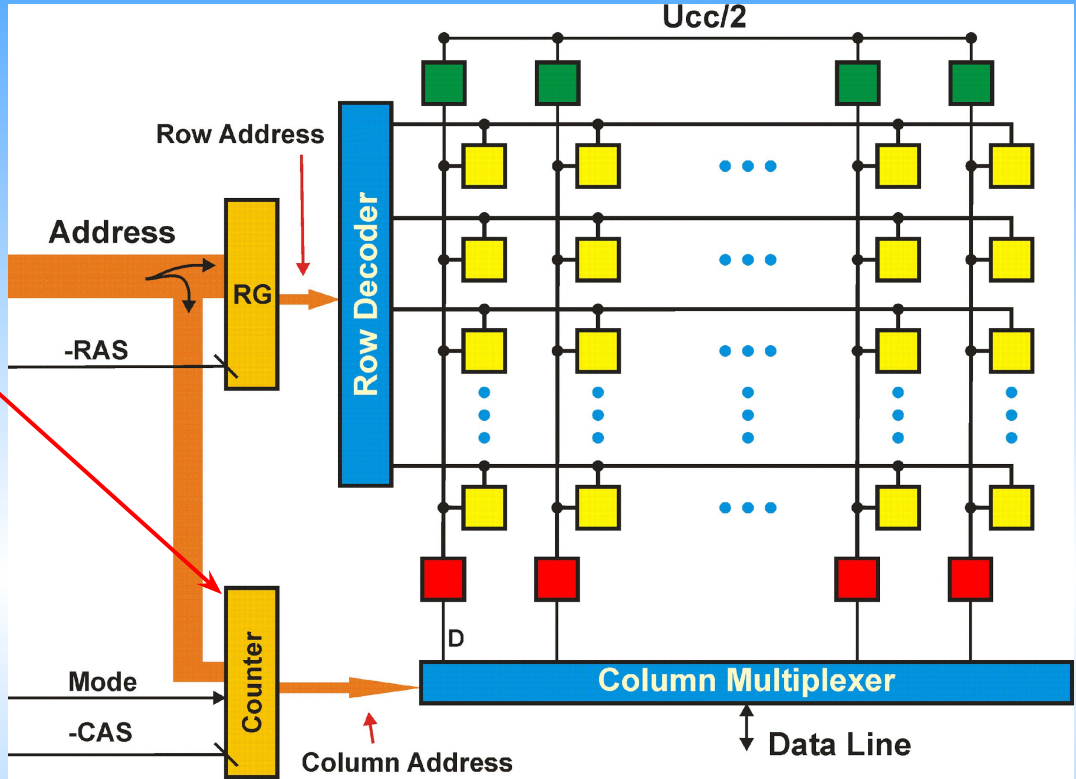 Ucc/2
Row Address
Address
RG
Row Decoder
-RAS
Counter
D
Mode
-CAS
Column Multiplexer
Column Address
Data Line